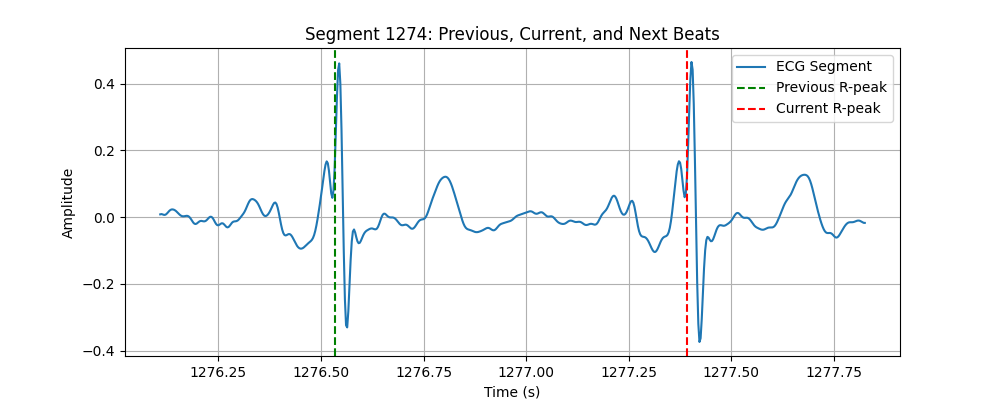 Segment 1274: Previous, Current, and Next Beats
ECG Segment
Previous R-peak
Current R-peak
Amplitude
0.4
0.2
0.0
−0.2
−0.4
1276.25 1276.50 1276.75 1277.00 1277.25 1277.50 1277.75
Time (s)